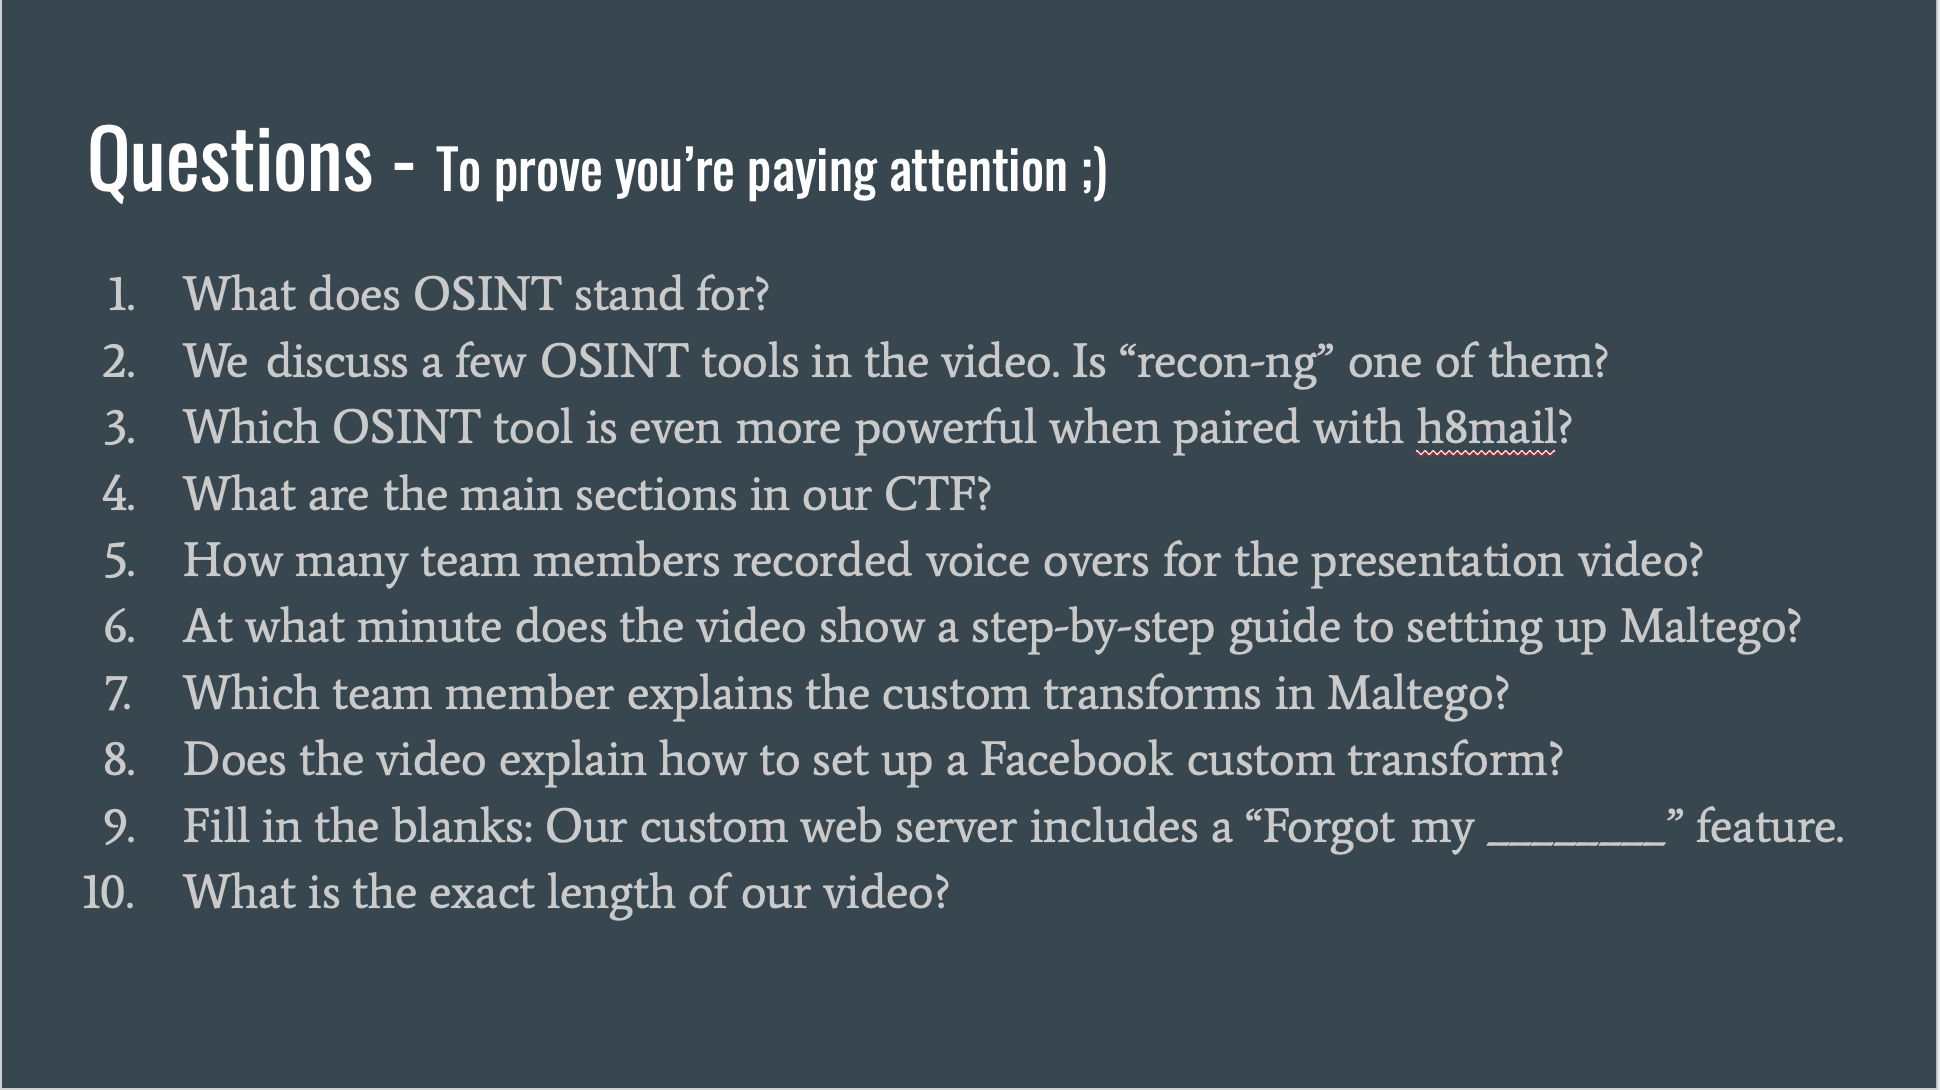 Questions - To prove you’re paying attention ;)
1. What does OSINT stand for?
2. We discuss a few OSINT tools in the video. Is “recon-ng” one of them?
3. Which OSINT tool is even more powerful when paired with h8mail?
4. What are the main sections in our CTF?
5. How many team members recorded voice overs for the presentation video?
6. At what minute does the video show a step-by-step guide to setting up Maltego?
7. Which team member explains the custom transforms in Maltego?
8. Does the video explain how to set up a Facebook custom transform?
9. Fill in the blanks: Our custom web server includes a “Forgot my ________” feature.
10. What is the exact length of our video?